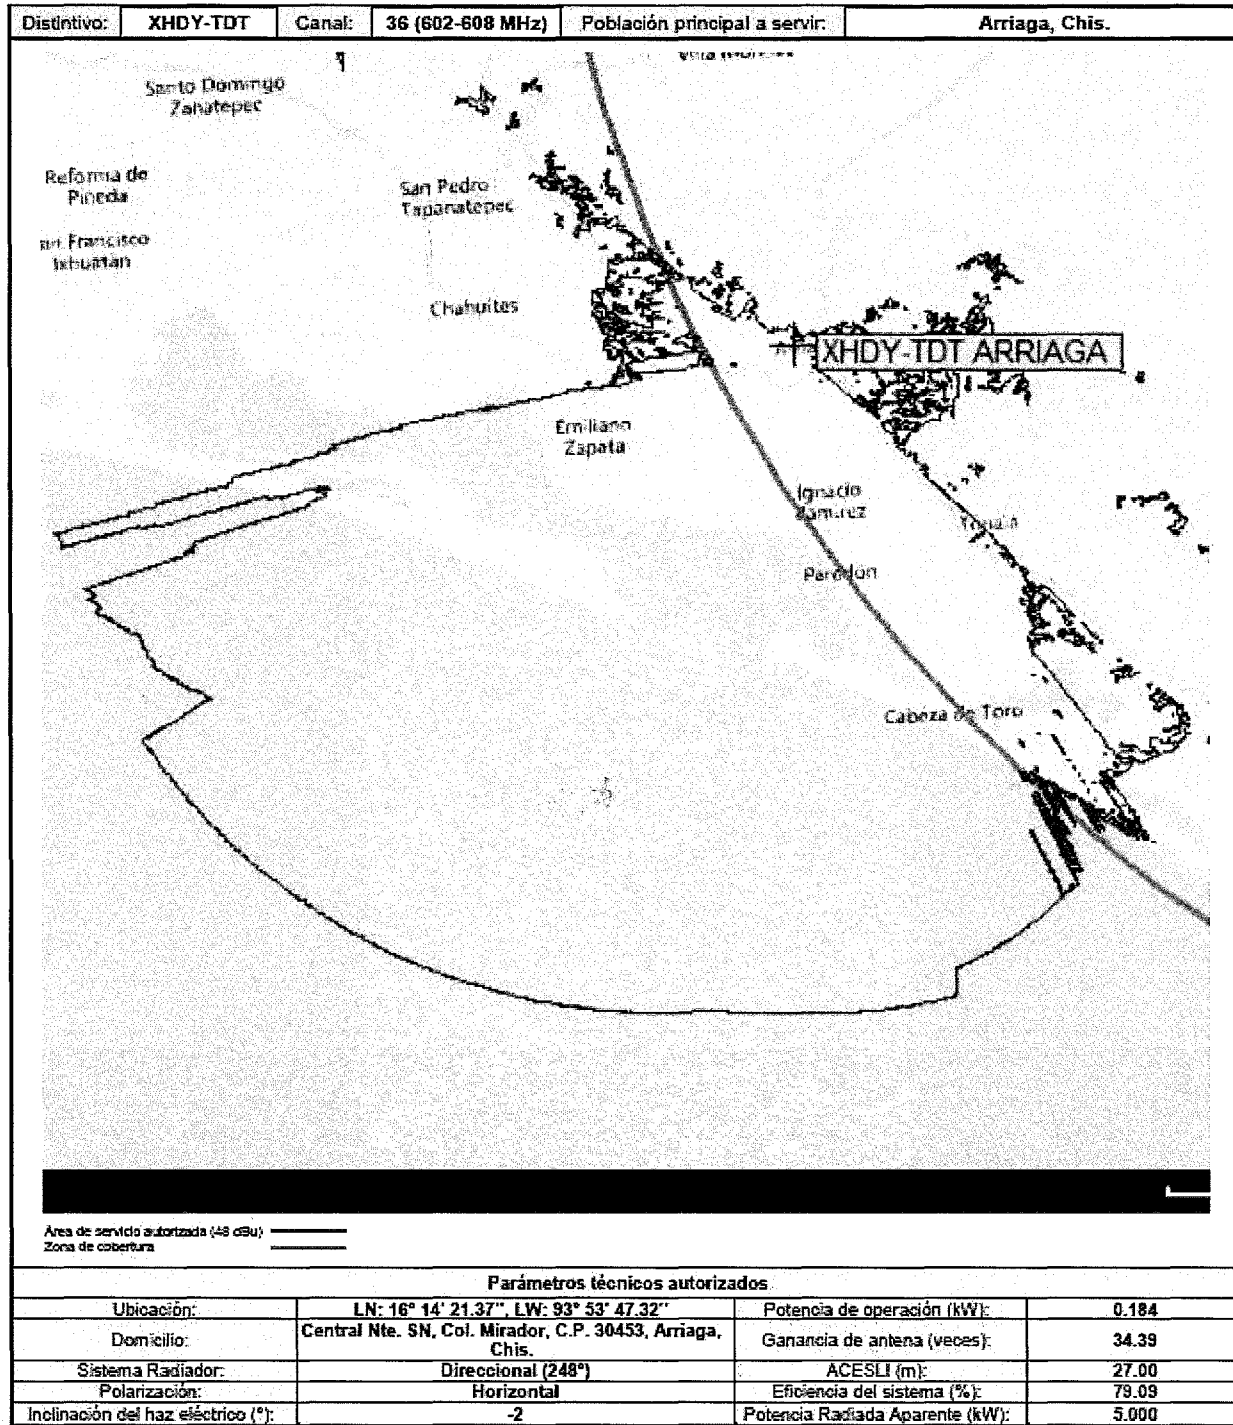 Distintivo: XHDY-TDT Canal: 36 (602-608 MHz) Población principal a servir: Arriaga, Chis.
Santo Domingo
Zanatepec
Reforma de
Pineda
San Pedro
Tapanatepec
Francisco
Ixhuatan
Chahuites
XHDY-TDT ARRIAGA
Emiliano
Zapata
Ignacio
Ramirez
Tonalá
Paredon
Cabeza de Toro
Área de servicio autorizada (48 dBu)
Zona de cobertura
Parámetros técnicos autorizados
Ubicación: LN: 16° 14' 21.37'', LW: 93° 53' 47.32'' Potencia de operación (kW): 0.184
Domicilio: Central Nte. SN, Col. Mirador, C.P. 30453, Arriaga, Chis. Ganancia de antena (veces): 34.39
Sistema Radiador: Direccional (248°) ACESLI (m): 27.00
Polarización: Horizontal Eficiencia del sistema (%): 79.09
Inclinación del haz eléctrico (°): -2 Potencia Radiada Aparente (kW): 5.000